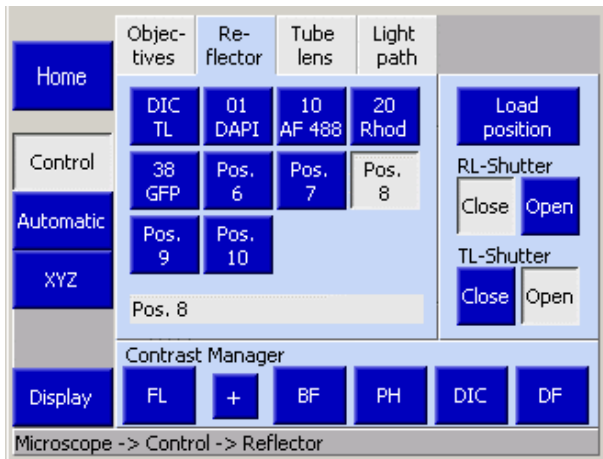 Objec-
tives
Re-
flector
Tube
lens
Light
path
Home
Control
Automatic
XYZ
Display
DIC
TL
01
DAPI
10
AF 488
20
Rhod
38
GFP
Pos.
6
Pos.
7
Pos.
8
Pos.
9
Pos.
10
Pos. 8
Load
position
RL-Shutter
Close
Open
TL-Shutter
Close
Open
Contrast Manager
FL
+
BF
PH
DIC
DF
Microscope -> Control -> Reflector